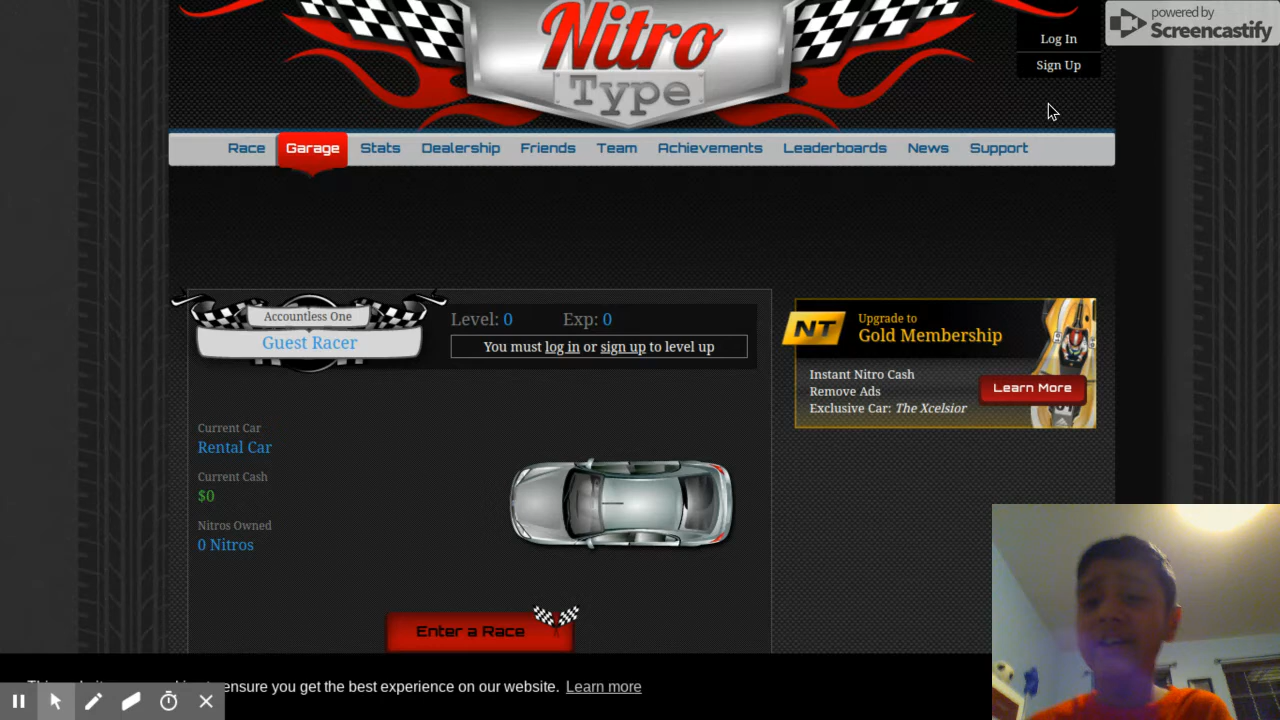 Nitro
Type
powered by
Screencastify
Log In
Sign Up
Race Garage Stats Dealership Friends Team Achievements Leaderboards News Support
Accountless One
Guest Racer
Level: 0 Exp: 0
You must log in or sign up to level up
NT
Upgrade to
Gold Membership
Instant Nitro Cash
Remove Ads
Exclusive Car: The Xcelsior
Learn More
Current Car
Rental Car
Current Cash
$0
Nitros Owned
0 Nitros
Enter a Race
ensure you get the best experience on our website. Learn more